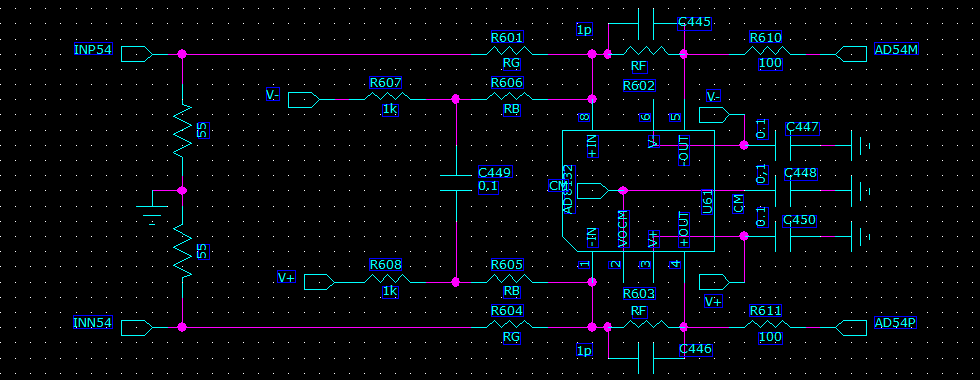 1p
C445
R601
R610
INP54
AD54M
RG
RF
100
R607
R606
R602
V-
V-
1k
RB
8
6
5
0.1
C447
55
+IN
V-
-OUT
C449
0,1
0,1
C448
CM
AD8132
U61
CM
0.1
C450
55
-IN
VOCM
V+
+OUT
R608
R605
1
2
3
4
V+
1k
RB
R603
V+
INN54
R604
RF
R611
AD54P
RG
100
1p
C446